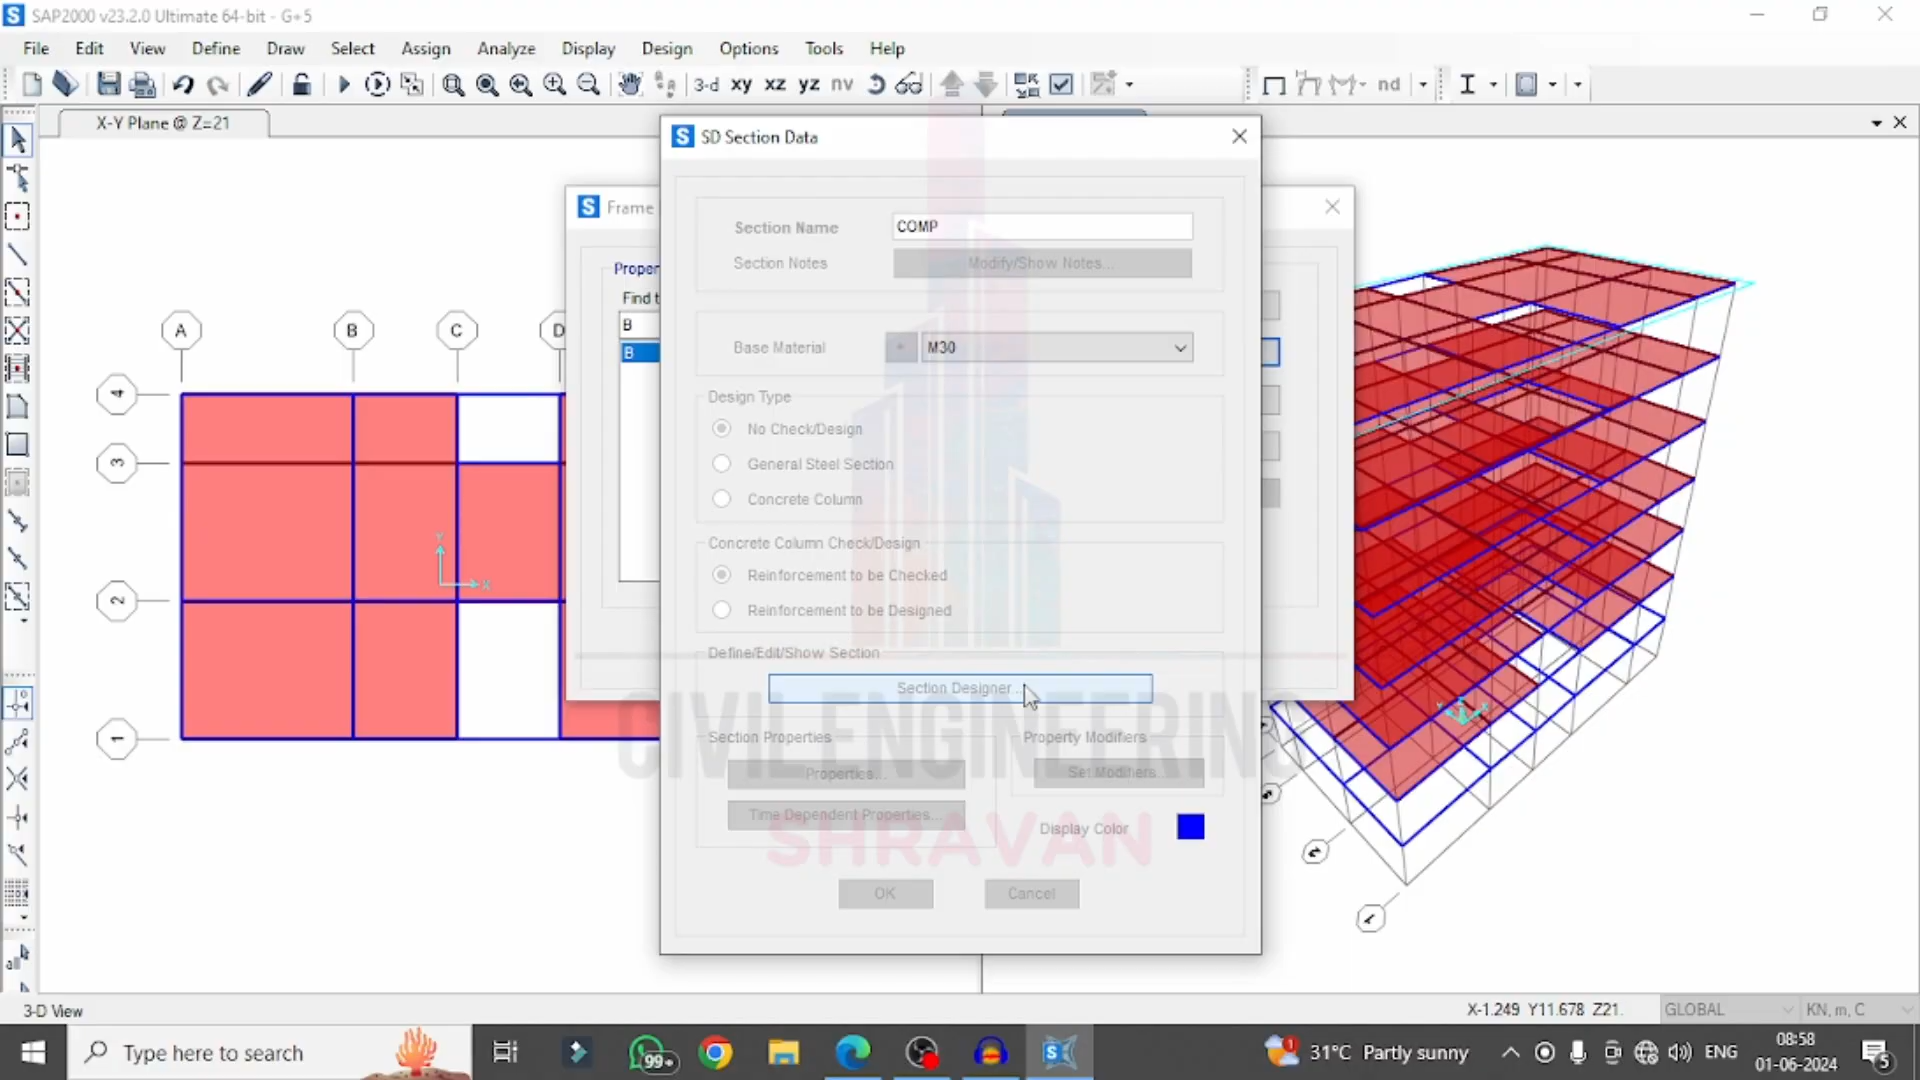 SAP2000 v23.2.0 Ultimate 64-bit - G+5
File Edit View Define Draw Select Assign Analyze Display Design Options Tools Help
3-d xy xz yz nv nd
X-Y Plane @ Z=21
SD Section Data
Frame
Section Name COMP
Section Notes Modify/Show Notes...
Proper
Find t
B
B
Base Material M30
A B C D
4
3
2
1
Design Type
No Check/Design
General Steel Section
Concrete Column
Concrete Column Check/Design
Reinforcement to be Checked
Reinforcement to be Designed
Define/Edit/Show Section
Section Designer...
CIVIL ENGINEERING
SHRAVAN
Section Properties
Properties...
Time Dependent Properties...
Property Modifiers
Set Modifiers...
Display Color
OK Cancel
Y
X
3-D View
X-1.249 Y11.678 Z21.
GLOBAL
KN, m, C
Type here to search
99+
31°C Partly sunny
ENG
08:58
01-06-2024
5